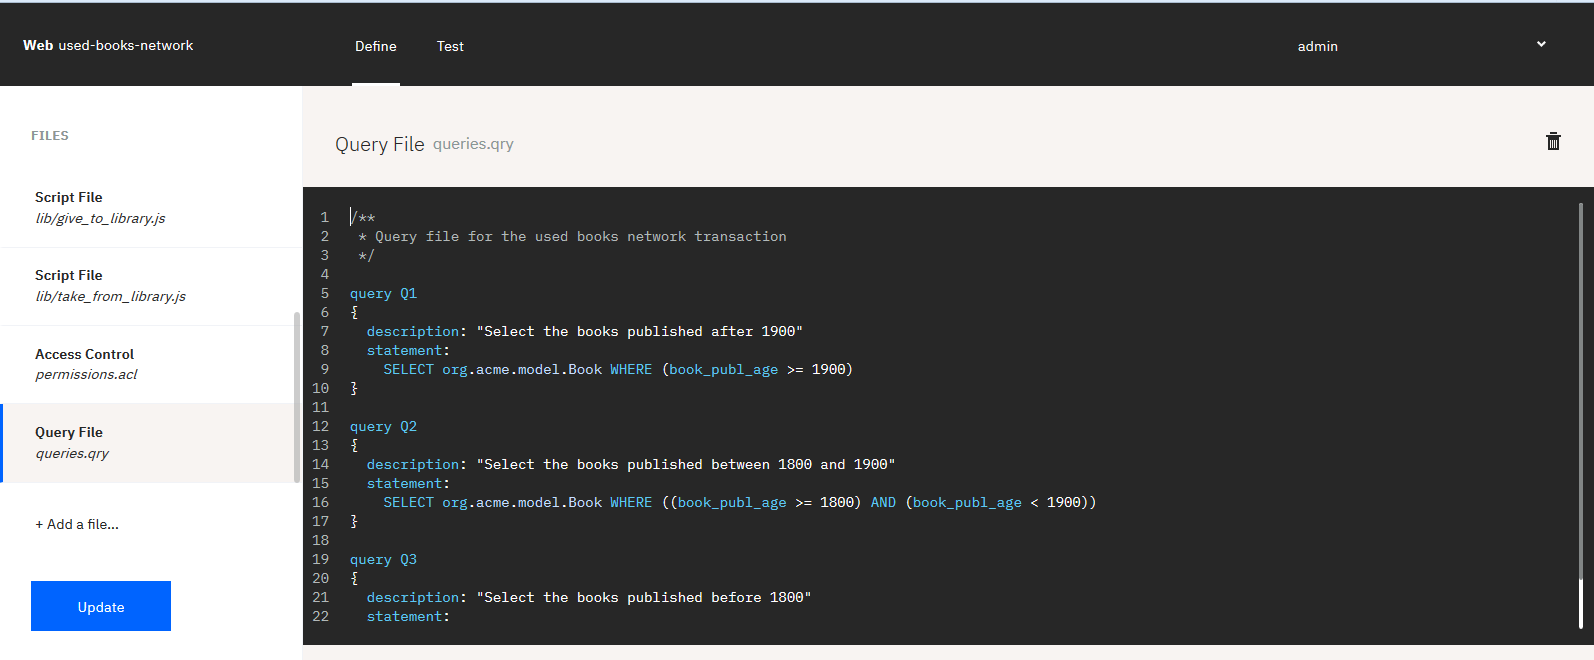 Web used-books-network
Define
Test
admin
FILES
Script File
lib/give_to_library.js
Script File
lib/take_from_library.js
Access Control
permissions.acl
Query File
queries.qry
+ Add a file...
Update
Query File queries.qry
1 /**
2  * Query file for the used books network transaction
3  */
4
5 query Q1
6 {
7   description: "Select the books published after 1900"
8   statement:
9     SELECT org.acme.model.Book WHERE (book_publ_age >= 1900)
10 }
11
12 query Q2
13 {
14   description: "Select the books published between 1800 and 1900"
15   statement:
16     SELECT org.acme.model.Book WHERE ((book_publ_age >= 1800) AND (book_publ_age < 1900))
17 }
18
19 query Q3
20 {
21   description: "Select the books published before 1800"
22   statement: